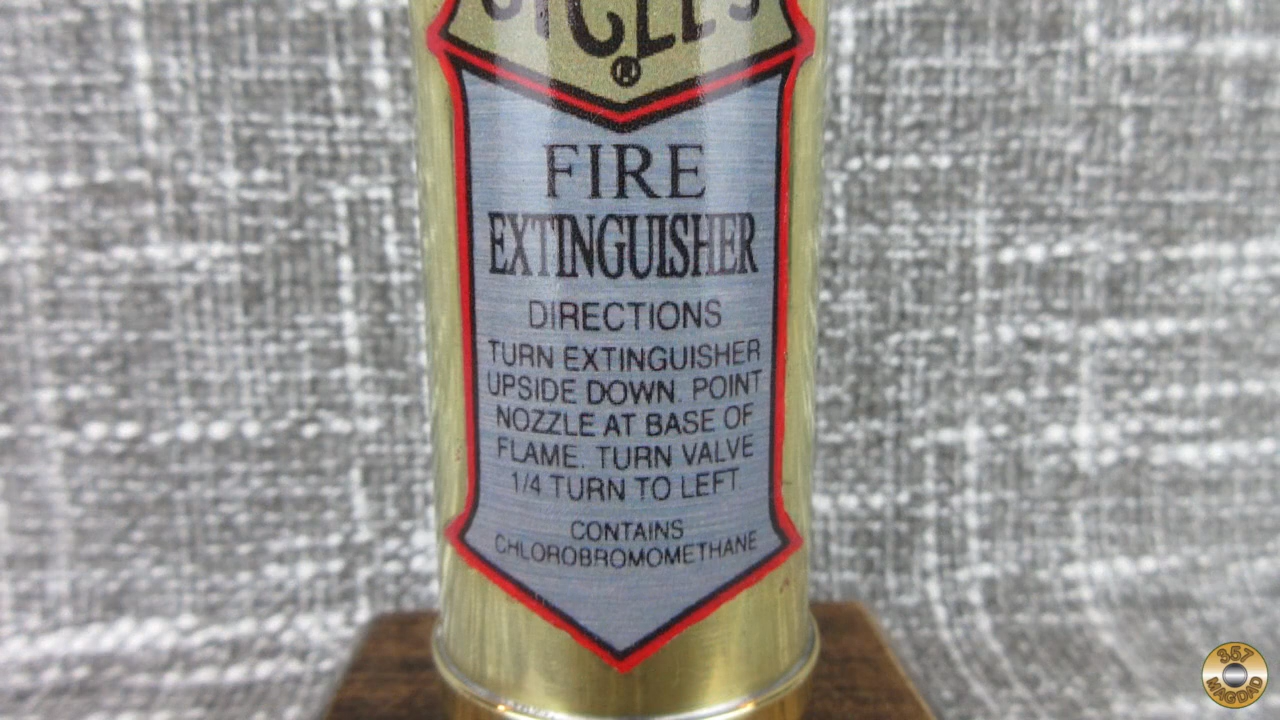 CYCLES
®
FIRE
EXTINGUISHER
DIRECTIONS
TURN EXTINGUISHER
UPSIDE DOWN. POINT
NOZZLE AT BASE OF
FLAME. TURN VALVE
1/4 TURN TO LEFT
CONTAINS
CHLOROBROMOMETHANE
357
MAGDAD